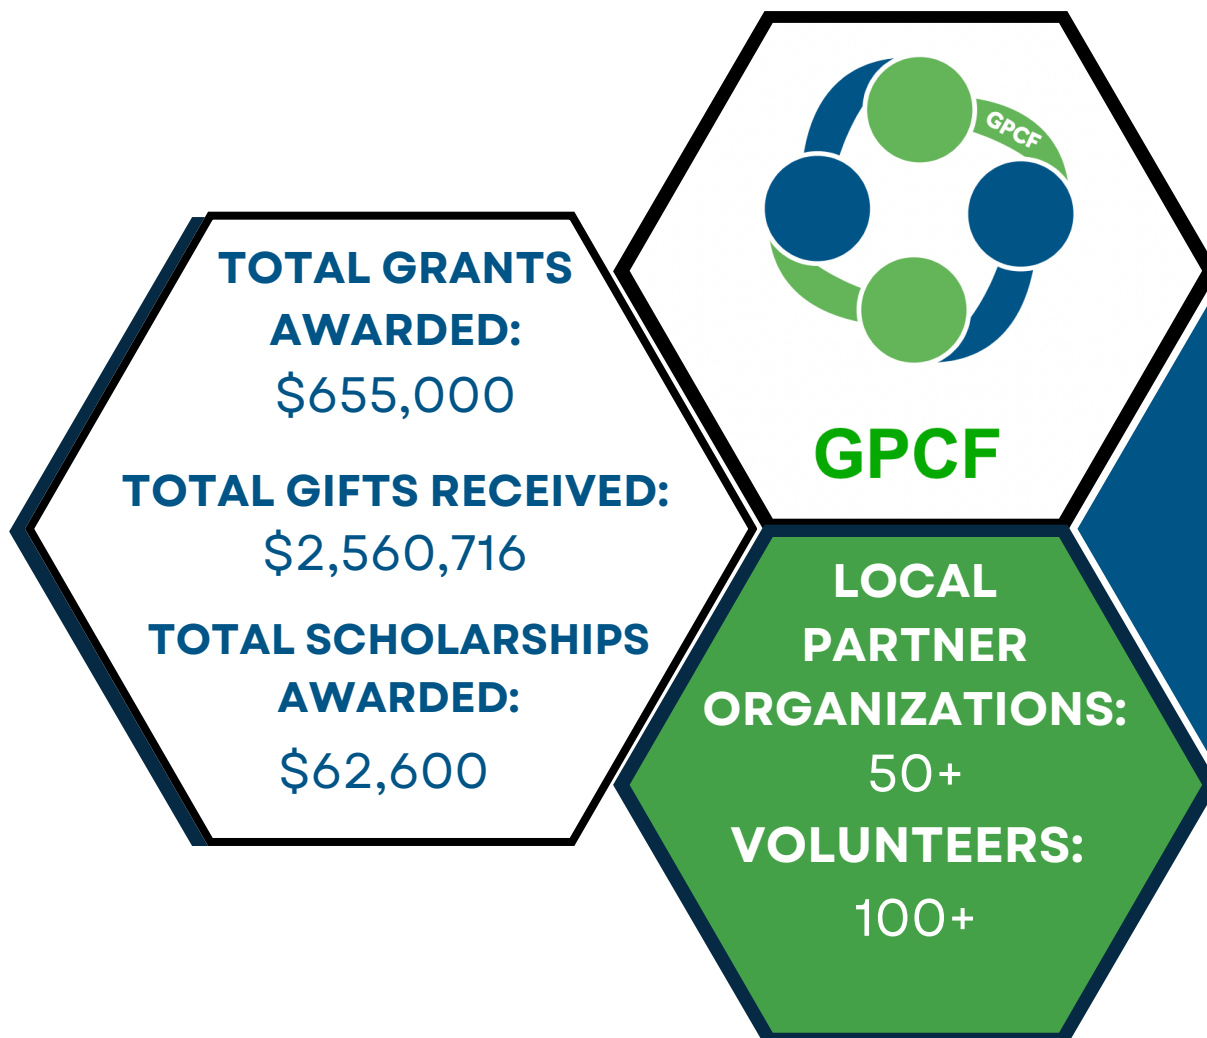 TOTAL GRANTS
AWARDED:
$655,000
TOTAL GIFTS RECEIVED:
$2,560,716
TOTAL SCHOLARSHIPS
AWARDED:
$62,600
GPCF
GPCF
LOCAL
PARTNER
ORGANIZATIONS:
50+
VOLUNTEERS:
100+